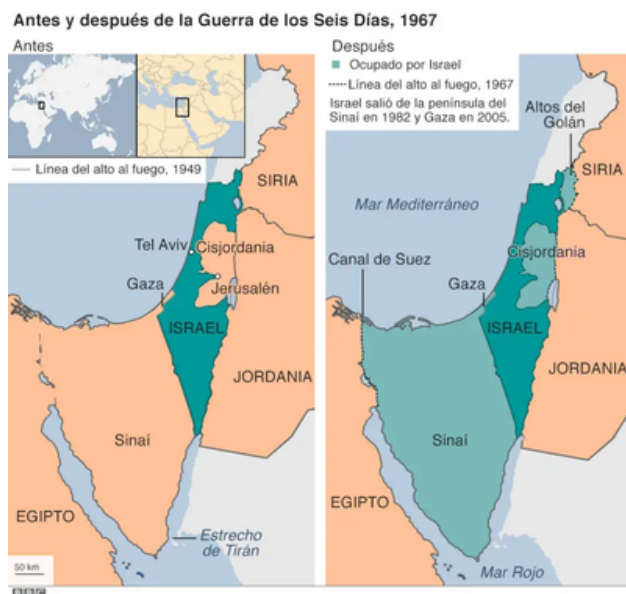 Antes y después de la Guerra de los Seis Días, 1967
Antes
Línea del alto al fuego, 1949
SIRIA
Tel Aviv
Cisjordania
Gaza
Jerusalén
ISRAEL
JORDANIA
Sinaí
EGIPTO
Estrecho
de Tirán
50 km
Después
Ocupado por Israel
Línea del alto al fuego, 1967
Israel salió de la península del
Sinaí en 1982 y Gaza en 2005.
Altos del
Golán
SIRIA
Mar Mediterráneo
Cisjordania
Canal de Suez
Gaza
ISRAEL
JORDANIA
Sinaí
EGIPTO
Mar Rojo
BBC